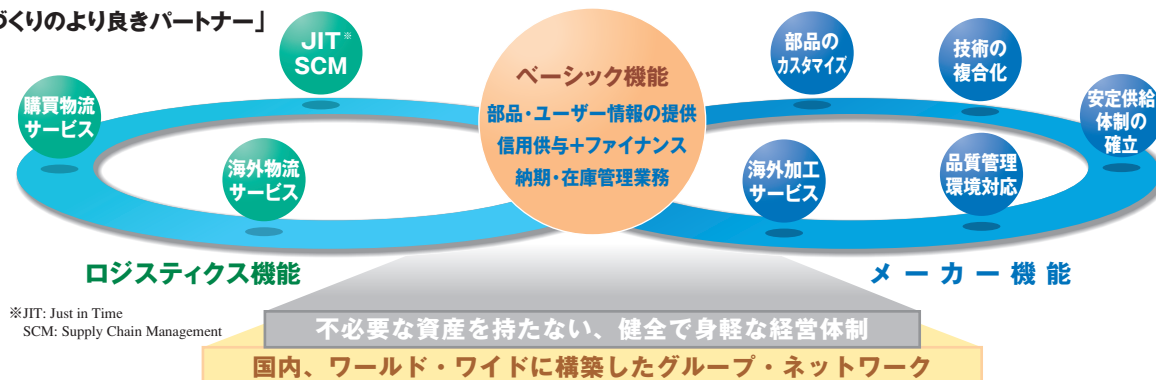 づくりのより良きパートナー」
JIT※
SCM
購買物流
サービス
海外物流
サービス
ベーシック機能
部品・ユーザー情報の提供
信用供与+ファイナンス
納期・在庫管理業務
部品の
カスタマイズ
技術の
複合化
安定供給
体制の
確立
海外加工
サービス
品質管理
環境対応
ロジスティクス機能
メーカー機能
※JIT: Just in Time
SCM: Supply Chain Management
不必要な資産を持たない、健全で身軽な経営体制
国内、ワールド・ワイドに構築したグループ・ネットワーク